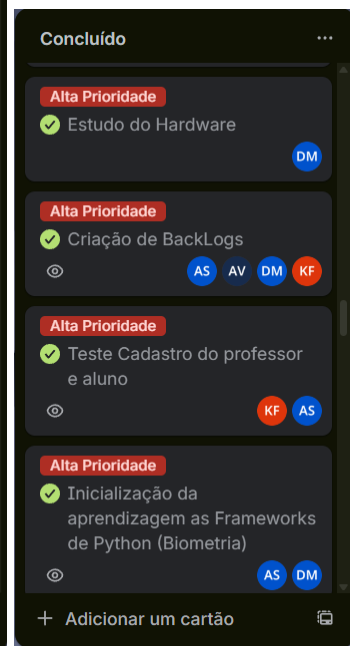 Concluído
Alta Prioridade
Estudo do Hardware
DM
Alta Prioridade
Criação de BackLogs
AS AV DM KF
Alta Prioridade
Teste Cadastro do professor
e aluno
KF AS
Alta Prioridade
Inicialização da
aprendizagem as Frameworks
de Python (Biometria)
AS DM
Adicionar um cartão